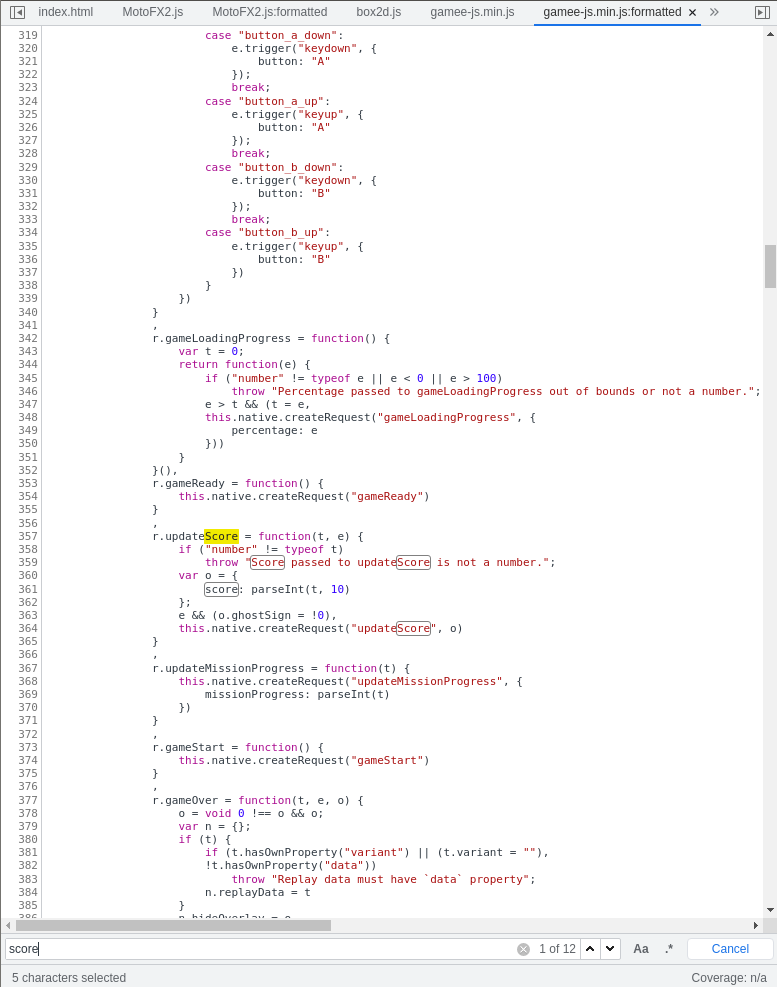 index.html MotoFX2.js MotoFX2.js:formatted box2d.js gamee-js.min.js gamee-js.min.js:formatted × »
319 case "button_a_down":
320 e.trigger("keydown", {
321 button: "A"
322 });
323 break;
324 case "button_a_up":
325 e.trigger("keyup", {
326 button: "A"
327 });
328 break;
329 case "button_b_down":
330 e.trigger("keydown", {
331 button: "B"
332 });
333 break;
334 case "button_b_up":
335 e.trigger("keyup", {
336 button: "B"
337 })
338 }
339 })
340 }
341 ,
342 r.gameLoadingProgress = function() {
343 var t = 0;
344 return function(e) {
345 if ("number" != typeof e || e < 0 || e > 100)
346 throw "Percentage passed to gameLoadingProgress out of bounds or not a number.";
347 e > t && (t = e,
348 this.native.createRequest("gameLoadingProgress", {
349 percentage: e
350 }))
351 }
352 }(),
353 r.gameReady = function() {
354 this.native.createRequest("gameReady")
355 }
356 ,
357 r.updateScore = function(t, e) {
358 if ("number" != typeof t)
359 throw "Score passed to updateScore is not a number.";
360 var o = {
361 score: parseInt(t, 10)
362 };
363 e && (o.ghostSign = !0),
364 this.native.createRequest("updateScore", o)
365 }
366 ,
367 r.updateMissionProgress = function(t) {
368 this.native.createRequest("updateMissionProgress", {
369 missionProgress: parseInt(t)
370 })
371 }
372 ,
373 r.gameStart = function() {
374 this.native.createRequest("gameStart")
375 }
376 ,
377 r.gameOver = function(t, e, o) {
378 o = void 0 !== o && o;
379 var n = {};
380 if (t) {
381 if (t.hasOwnProperty("variant") || (t.variant = ""),
382 !t.hasOwnProperty("data"))
383 throw "Replay data must have `data` property";
384 n.replayData = t
385 }
386 n.hideOverlay = o
score 1 of 12 Aa .* Cancel
5 characters selected Coverage: n/a